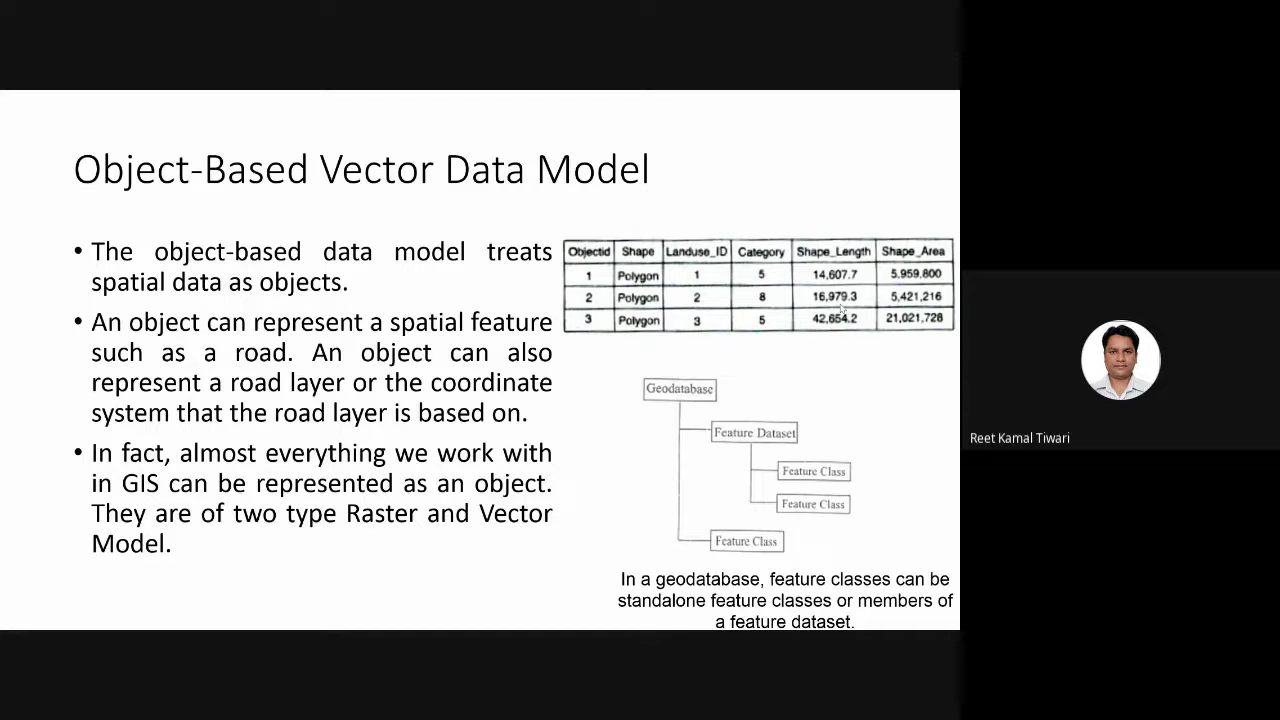 Object-Based Vector Data Model
• The object-based data model treats
spatial data as objects.
• An object can represent a spatial feature
such as a road. An object can also
represent a road layer or the coordinate
system that the road layer is based on.
• In fact, almost everything we work with
in GIS can be represented as an object.
They are of two type Raster and Vector
Model.
Objectid Shape Landuse_ID Category Shape_Length Shape_Area
1 Polygon 1 5 14,607.7 5,959,800
2 Polygon 2 8 16,979.3 5,421,216
3 Polygon 3 5 42,654.2 21,021,728
Geodatabase
Feature Dataset
Feature Class
Feature Class
Feature Class
In a geodatabase, feature classes can be
standalone feature classes or members of
a feature dataset.
Reet Kamal Tiwari